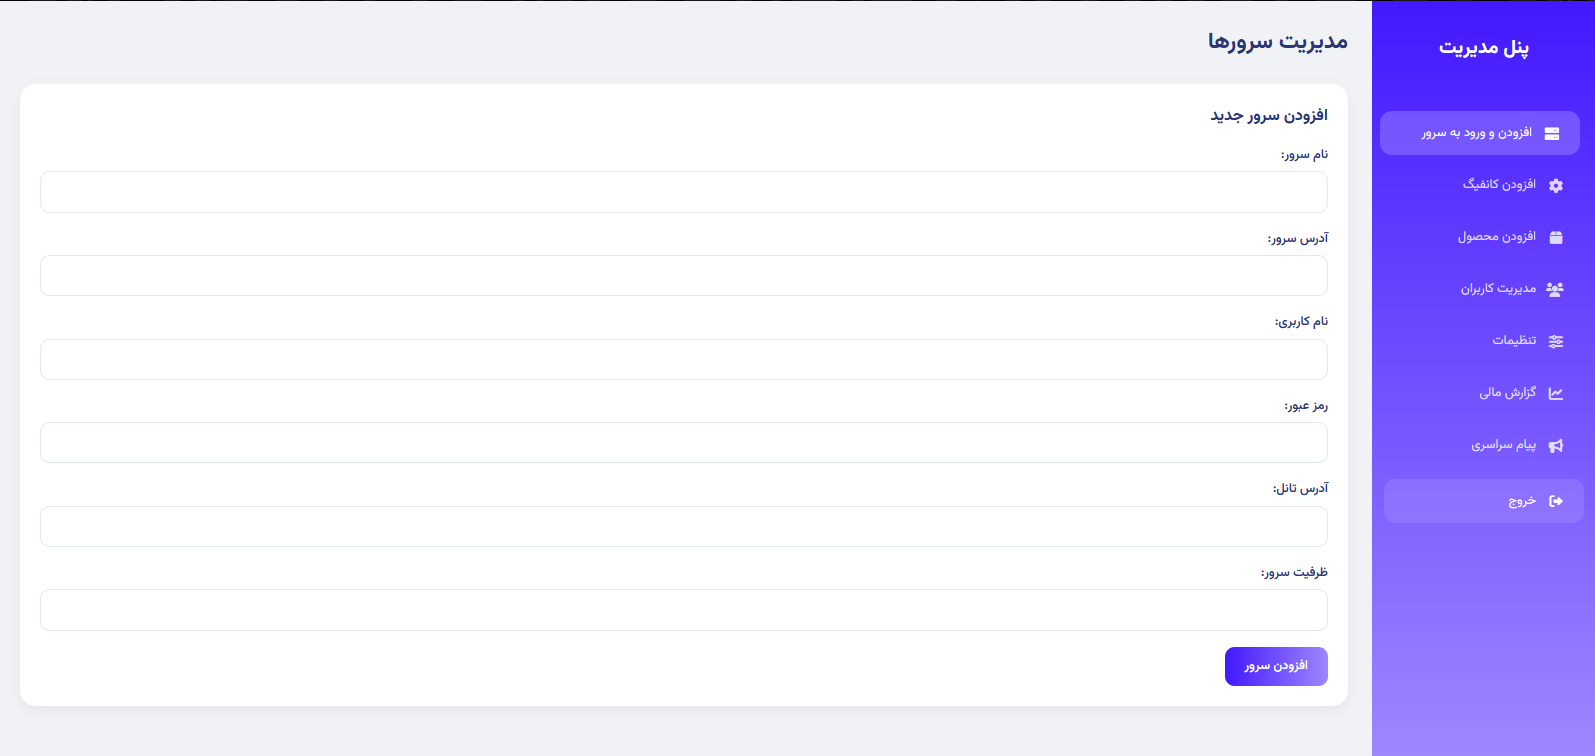 پنل مدیریت
افزودن و ورود به سرور
افزودن کانفیگ
افزودن محصول
مدیریت کاربران
تنظیمات
گزارش مالی
پیام سراسری
خروج
مدیریت سرورها
افزودن سرور جدید
نام سرور:
آدرس سرور:
نام کاربری:
رمز عبور:
آدرس تانل:
ظرفیت سرور:
افزودن سرور